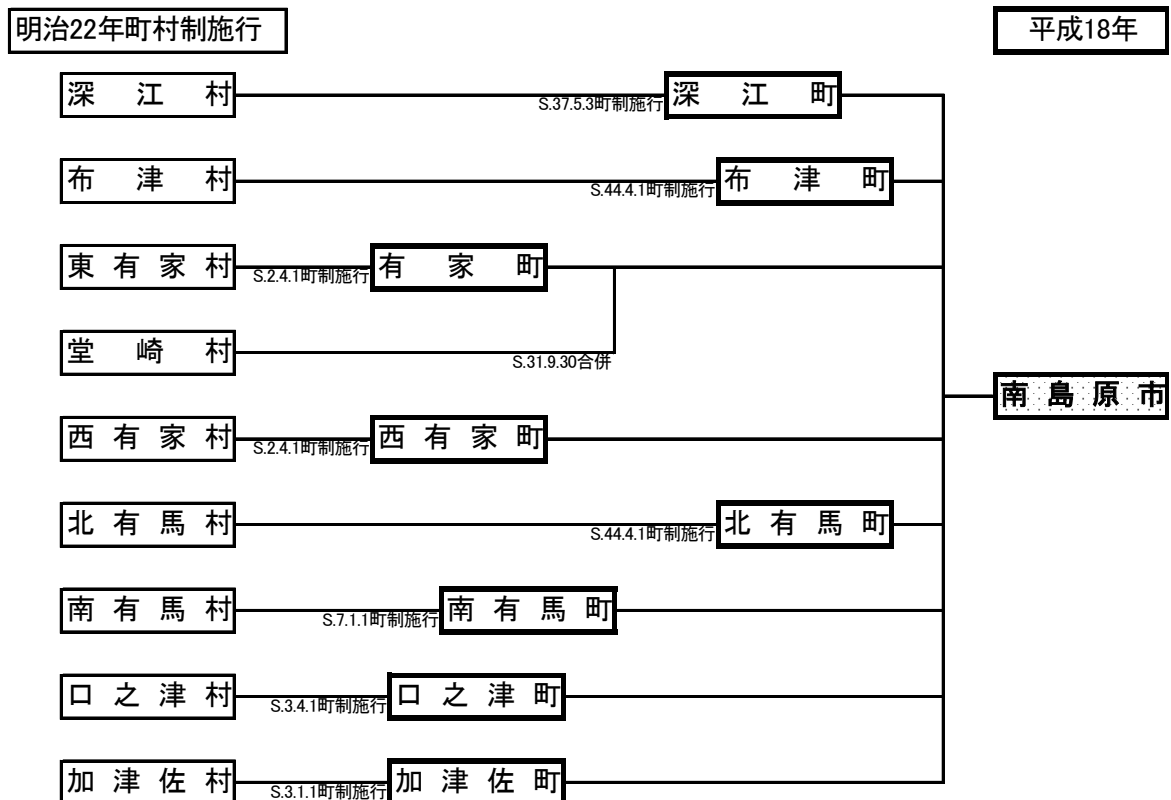 明治22年町村制施行
平成18年
深江村
S.37.5.3町制施行
深江町
布津村
S.44.4.1町制施行
布津町
東有家村
S.2.4.1町制施行
有家町
堂崎村
S.31.9.30合併
南島原市
西有家村
S.2.4.1町制施行
西有家町
北有馬村
S.44.4.1町制施行
北有馬町
南有馬村
S.7.1.1町制施行
南有馬町
口之津村
S.3.4.1町制施行
口之津町
加津佐村
S.3.1.1町制施行
加津佐町